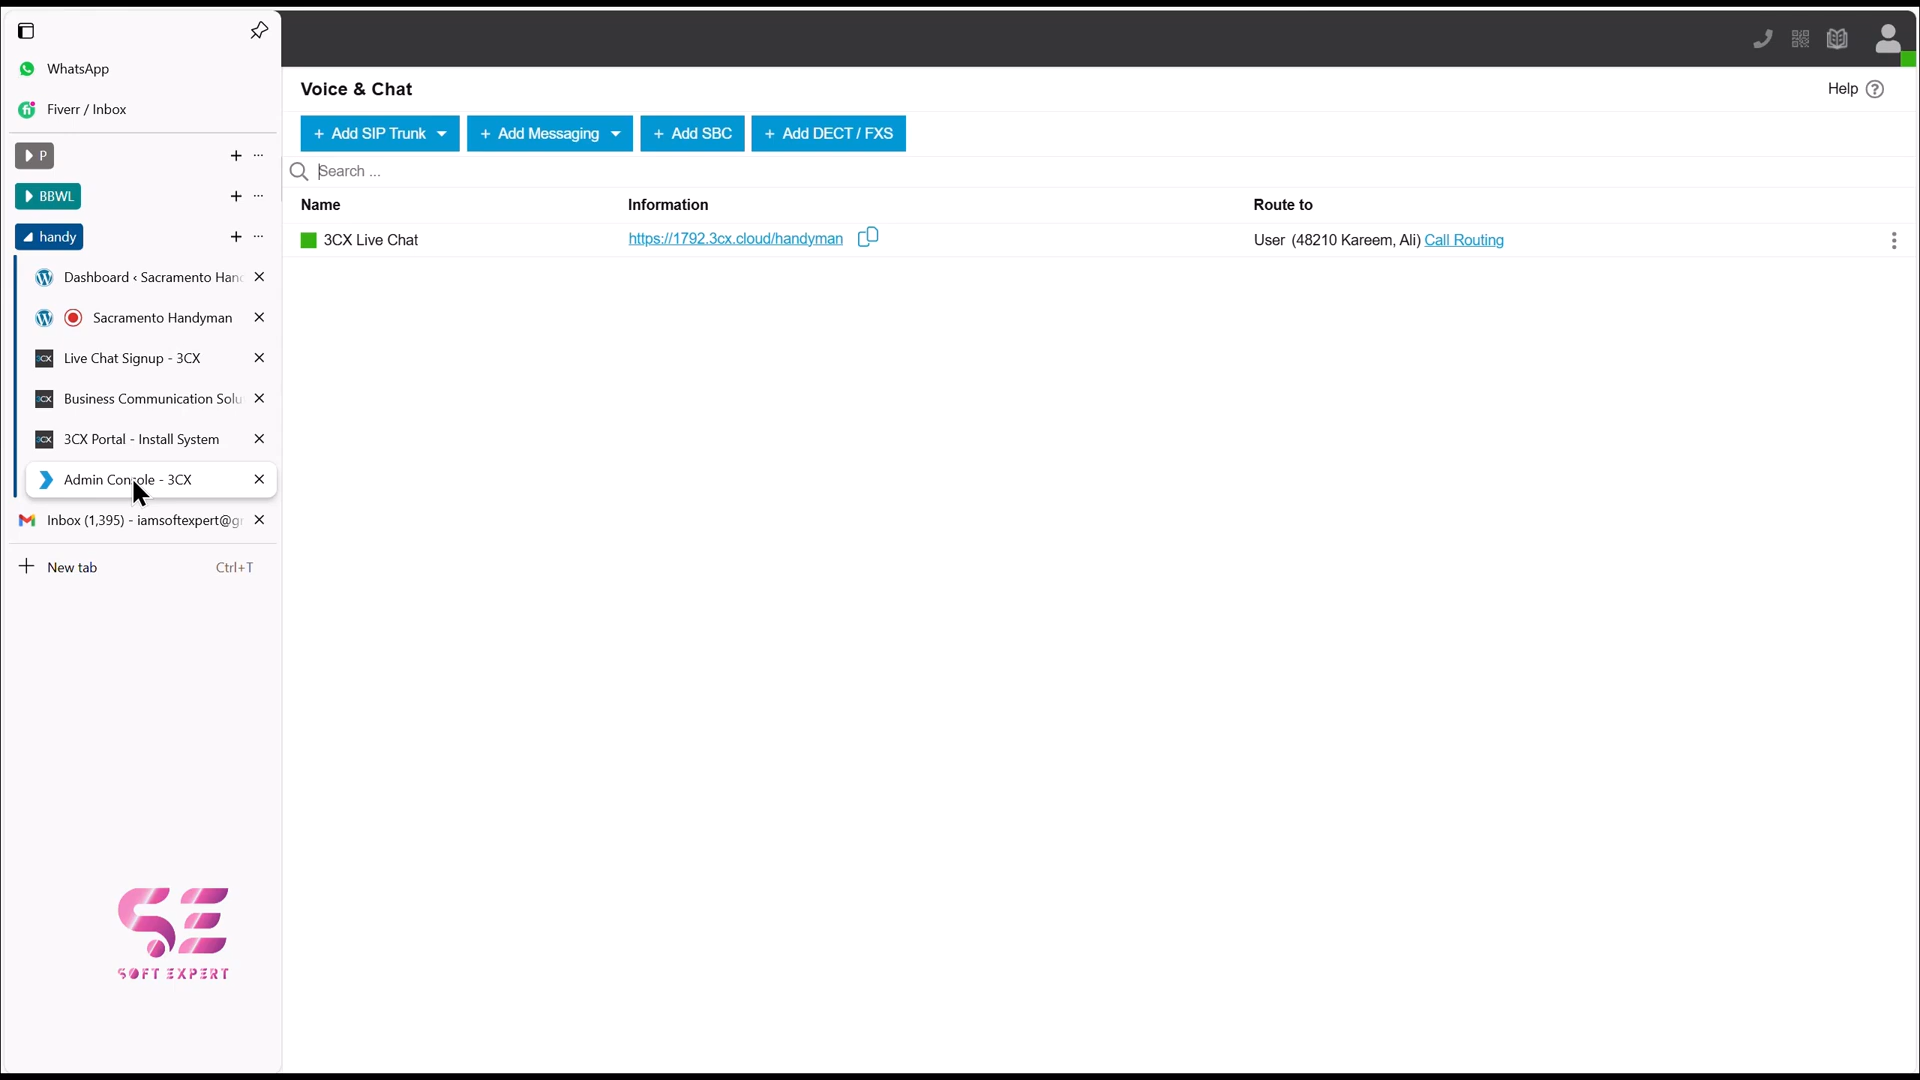 WhatsApp
Fiverr / Inbox
P
BBWL
handy
Dashboard ‹ Sacramento Han
Sacramento Handyman
Live Chat Signup - 3CX
Business Communication Solu
3CX Portal - Install System
Admin Console - 3CX
Inbox (1,395) - iamsoftexpert@g
New tab Ctrl+T
SOFT EXPERT
Voice & Chat
Help ?
+ Add SIP Trunk
+ Add Messaging
+ Add SBC
+ Add DECT / FXS
Search ...
Name Information Route to
3CX Live Chat https://1792.3cx.cloud/handyman User (48210 Kareem, Ali) Call Routing